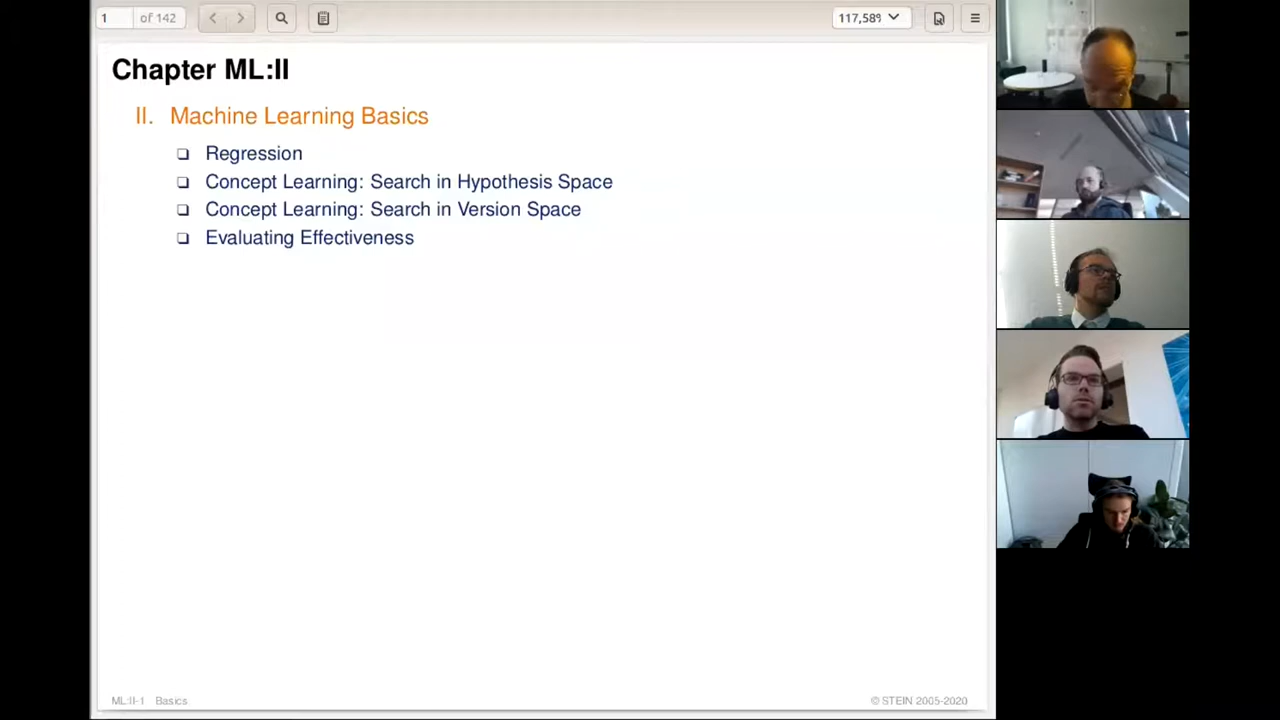 1 of 142 117,58%
Chapter ML:II
II. Machine Learning Basics
❑ Regression
❑ Concept Learning: Search in Hypothesis Space
❑ Concept Learning: Search in Version Space
❑ Evaluating Effectiveness
ML:II-1 Basics © STEIN 2005-2020